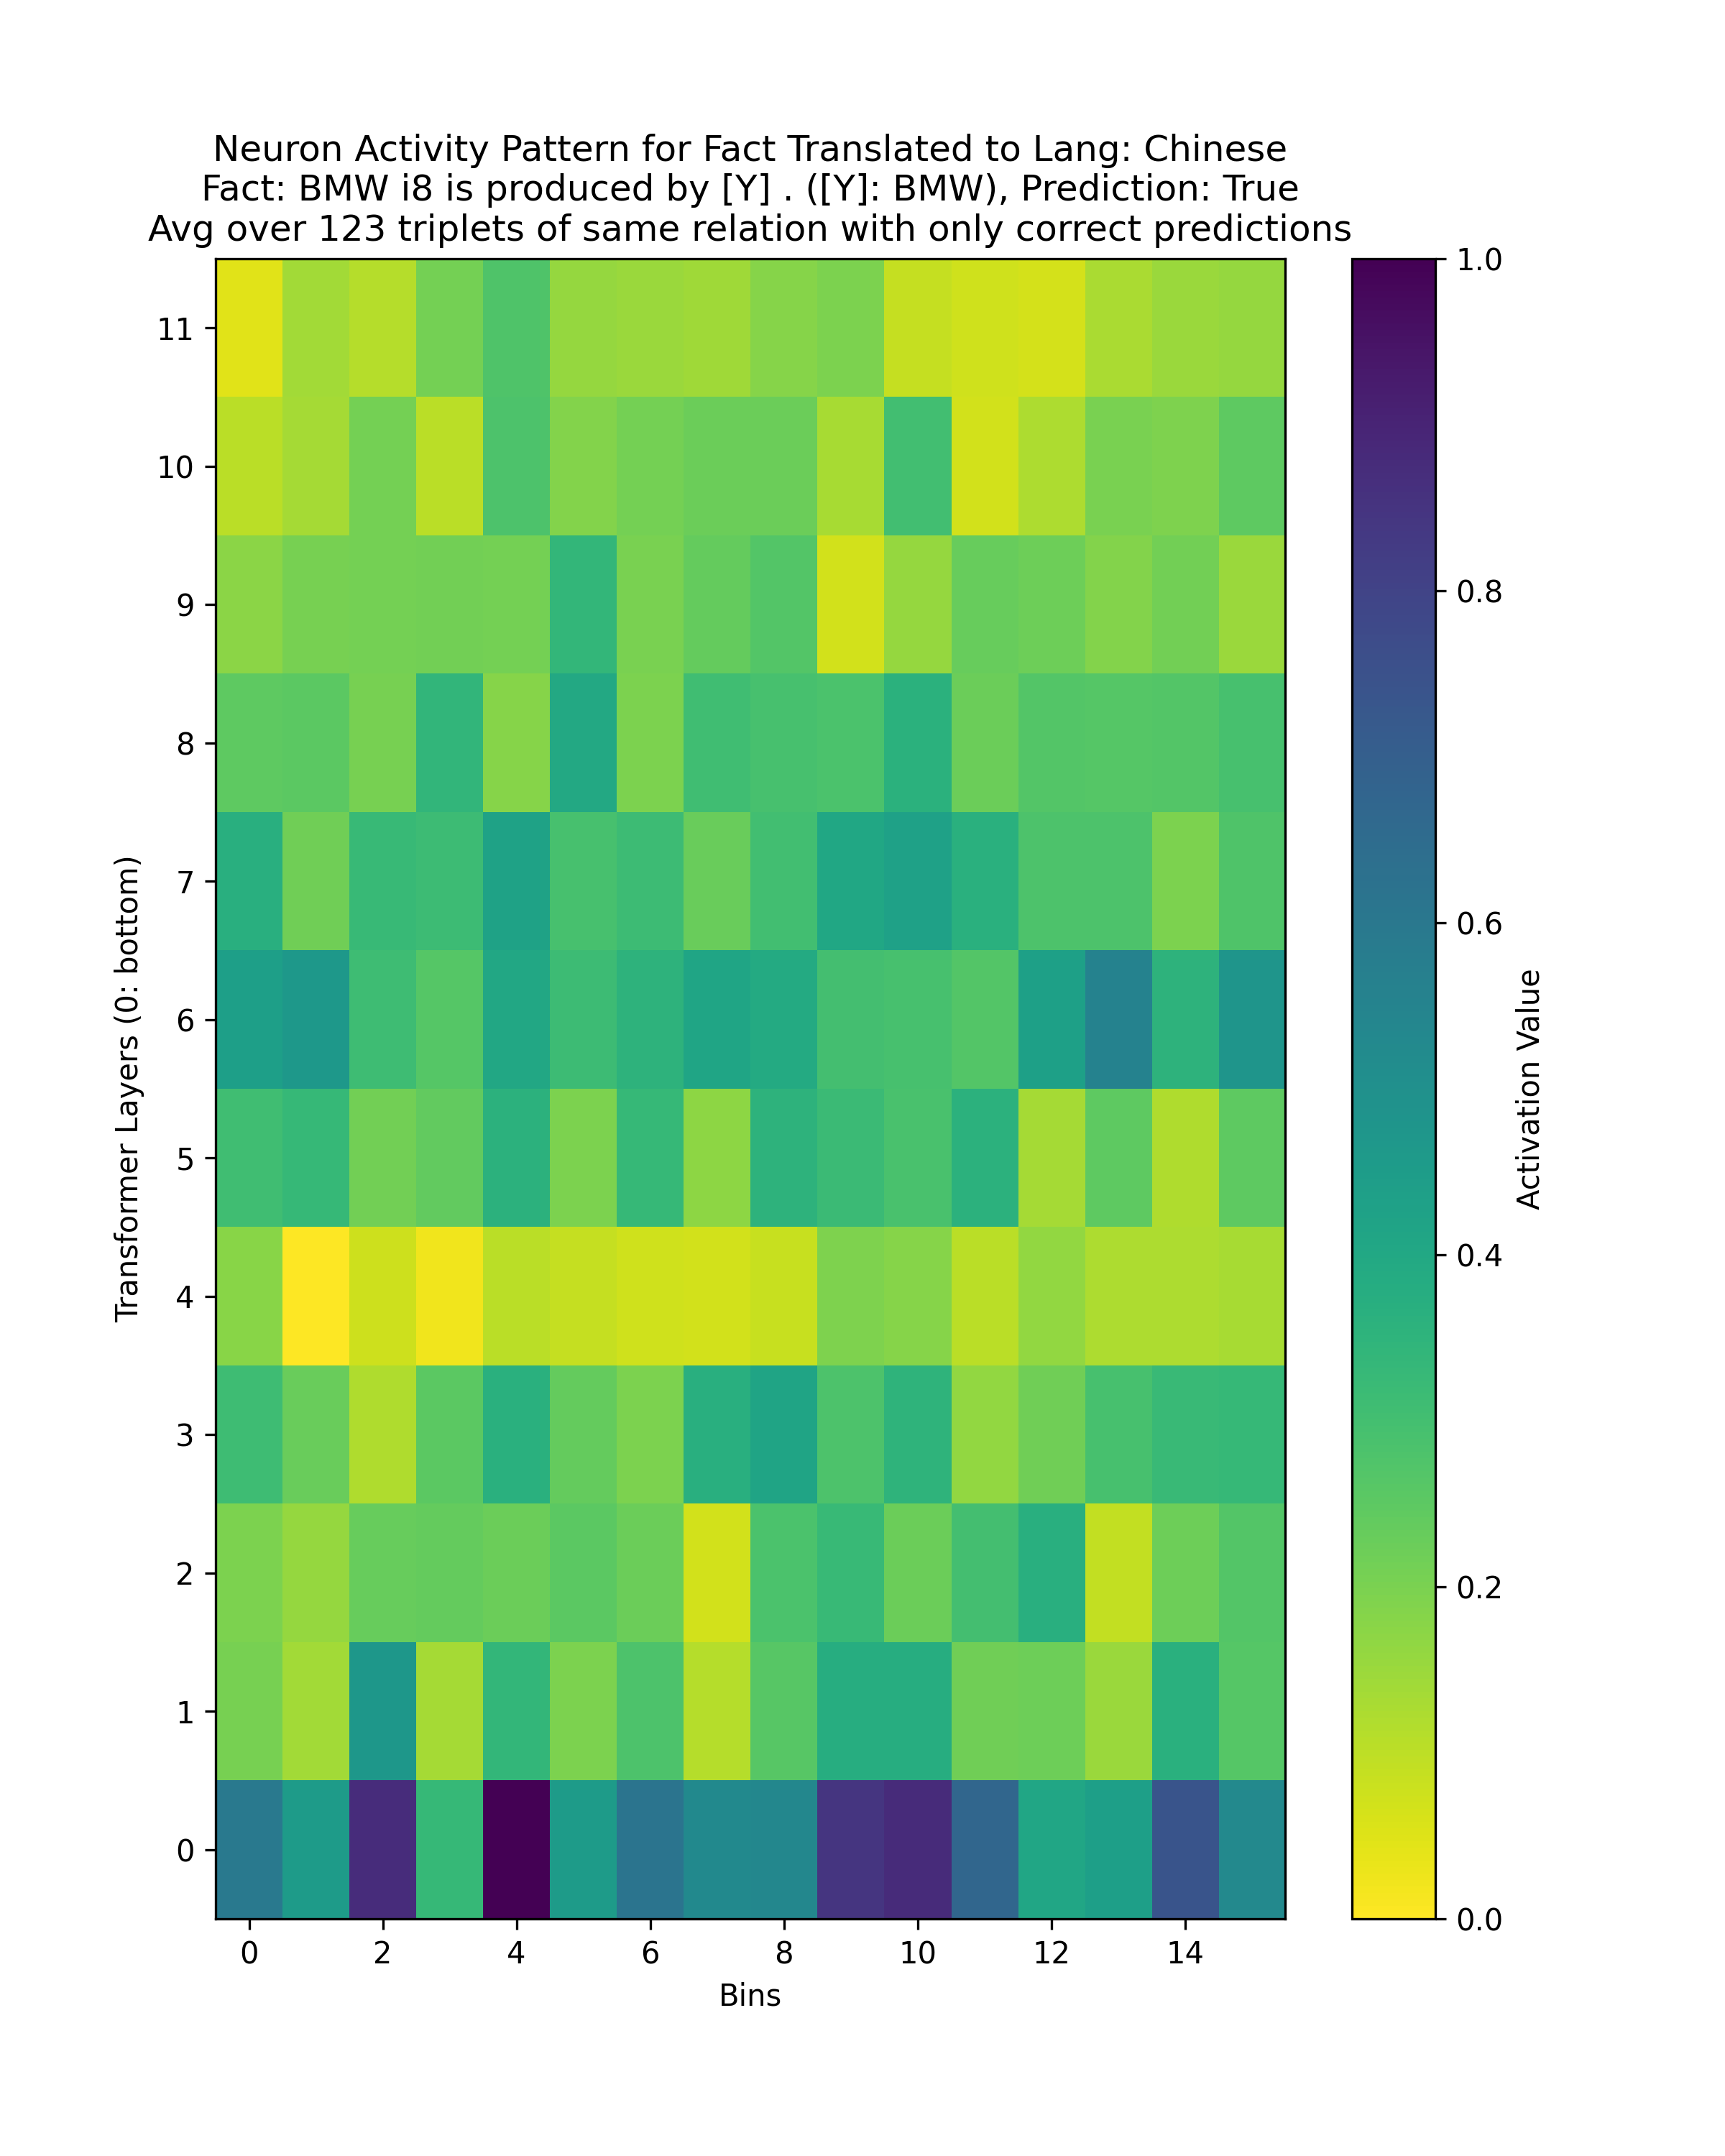 Neuron Activity Pattern for Fact Translated to Lang: Chinese
Fact: BMW i8 is produced by [Y] . ([Y]: BMW), Prediction: True
Avg over 123 triplets of same relation with only correct predictions
11
10
9
8
7
6
5
4
3
2
1
0
Transformer Layers (0: bottom)
0 2 4 6 8 10 12 14
Bins
1.0
0.8
0.6
0.4
0.2
0.0
Activation Value